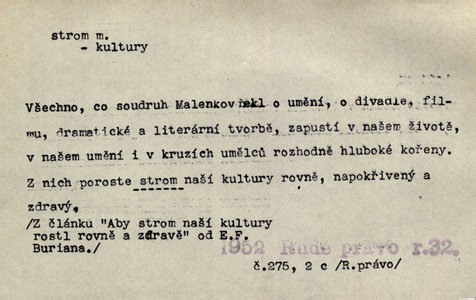 strom m.
- kultury
Všechno, co soudruh Malenkov řekl o umění, o divadle, fil-
mu, dramatické a literární tvorbě, zapustí v našem životě,
v našem umění i v kruzích umělců rozhodně hluboké kořeny.
Z nich poroste strom naší kultury rovně, napokřivený a
zdravý,
/Z článku "Aby strom naší kultury
rostl rovně a zdravě" od E.F.
Buriana./
1952 Rudé právo r.32.
č.275, 2 c /R.právo/